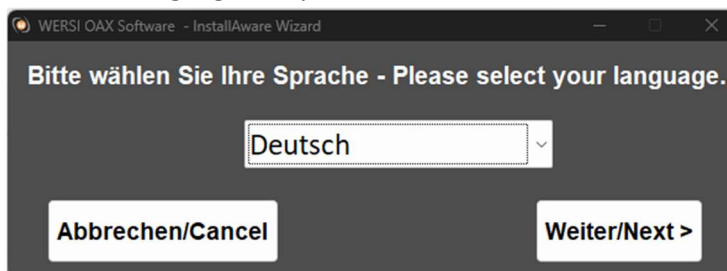 WERSI OAX Software - InstallAware Wizard
Bitte wählen Sie Ihre Sprache - Please select your language.
Deutsch
Abbrechen/Cancel
Weiter/Next >